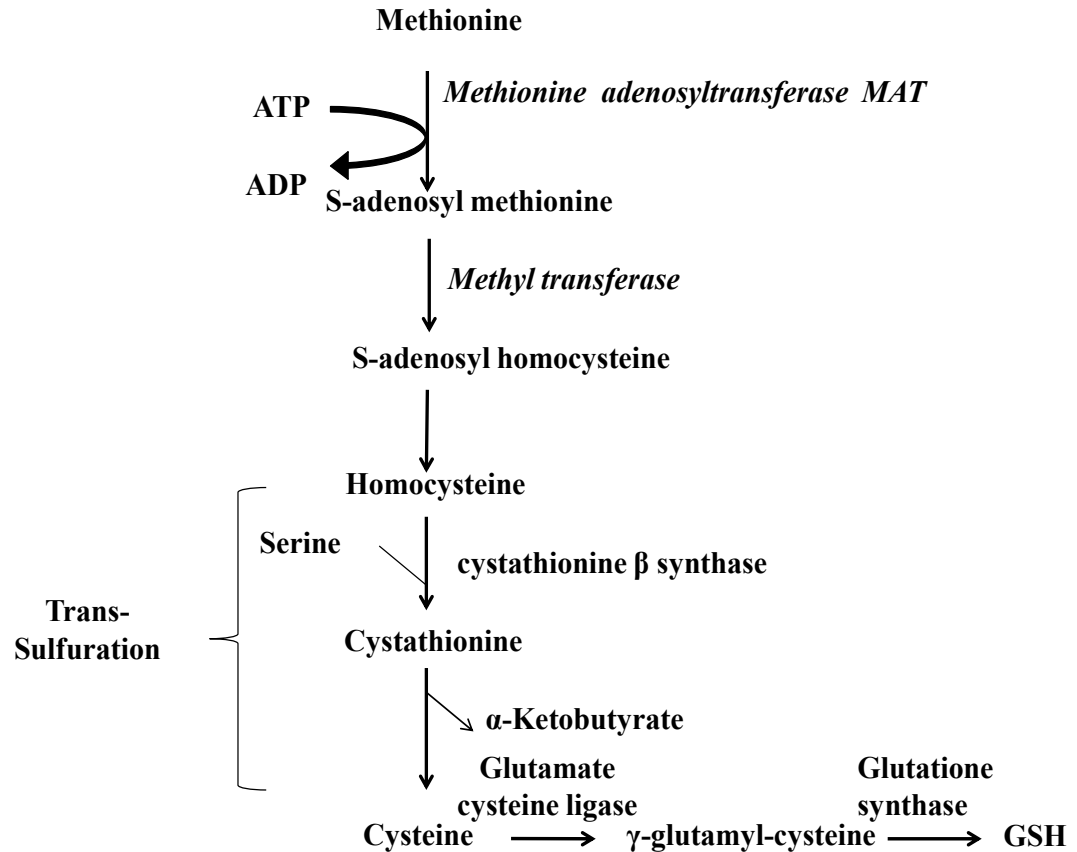 Methionine
Methionine adenosyltransferase MAT
ATP
ADP
S-adenosyl methionine
Methyl transferase
S-adenosyl homocysteine
Homocysteine
Serine
cystathionine β synthase
Trans-
Sulfuration
Cystathionine
α-Ketobutyrate
Glutamate
cysteine ligase
Glutatione
synthase
Cysteine
γ-glutamyl-cysteine
GSH